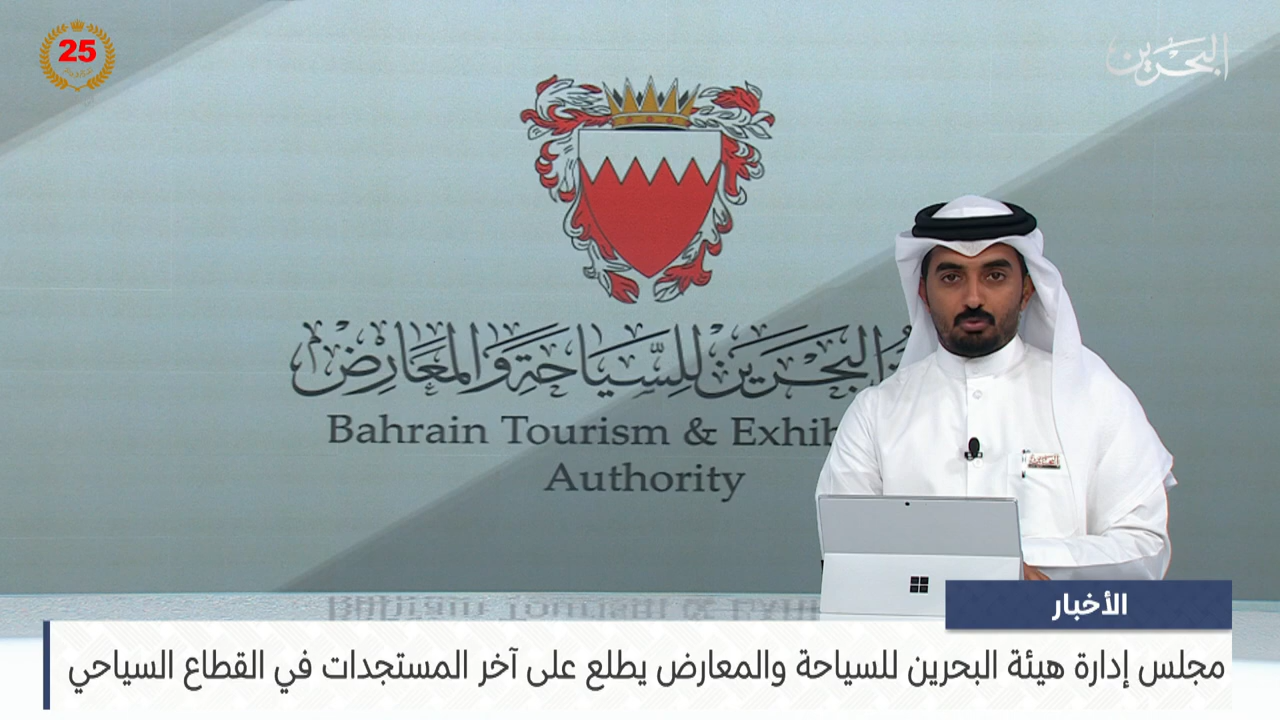 25
البحرين
البحرين للسياحة والمعارض
Bahrain Tourism & Exhib
Authority
الأخبار
مجلس إدارة هيئة البحرين للسياحة والمعارض يطلع على آخر المستجدات في القطاع السياحي